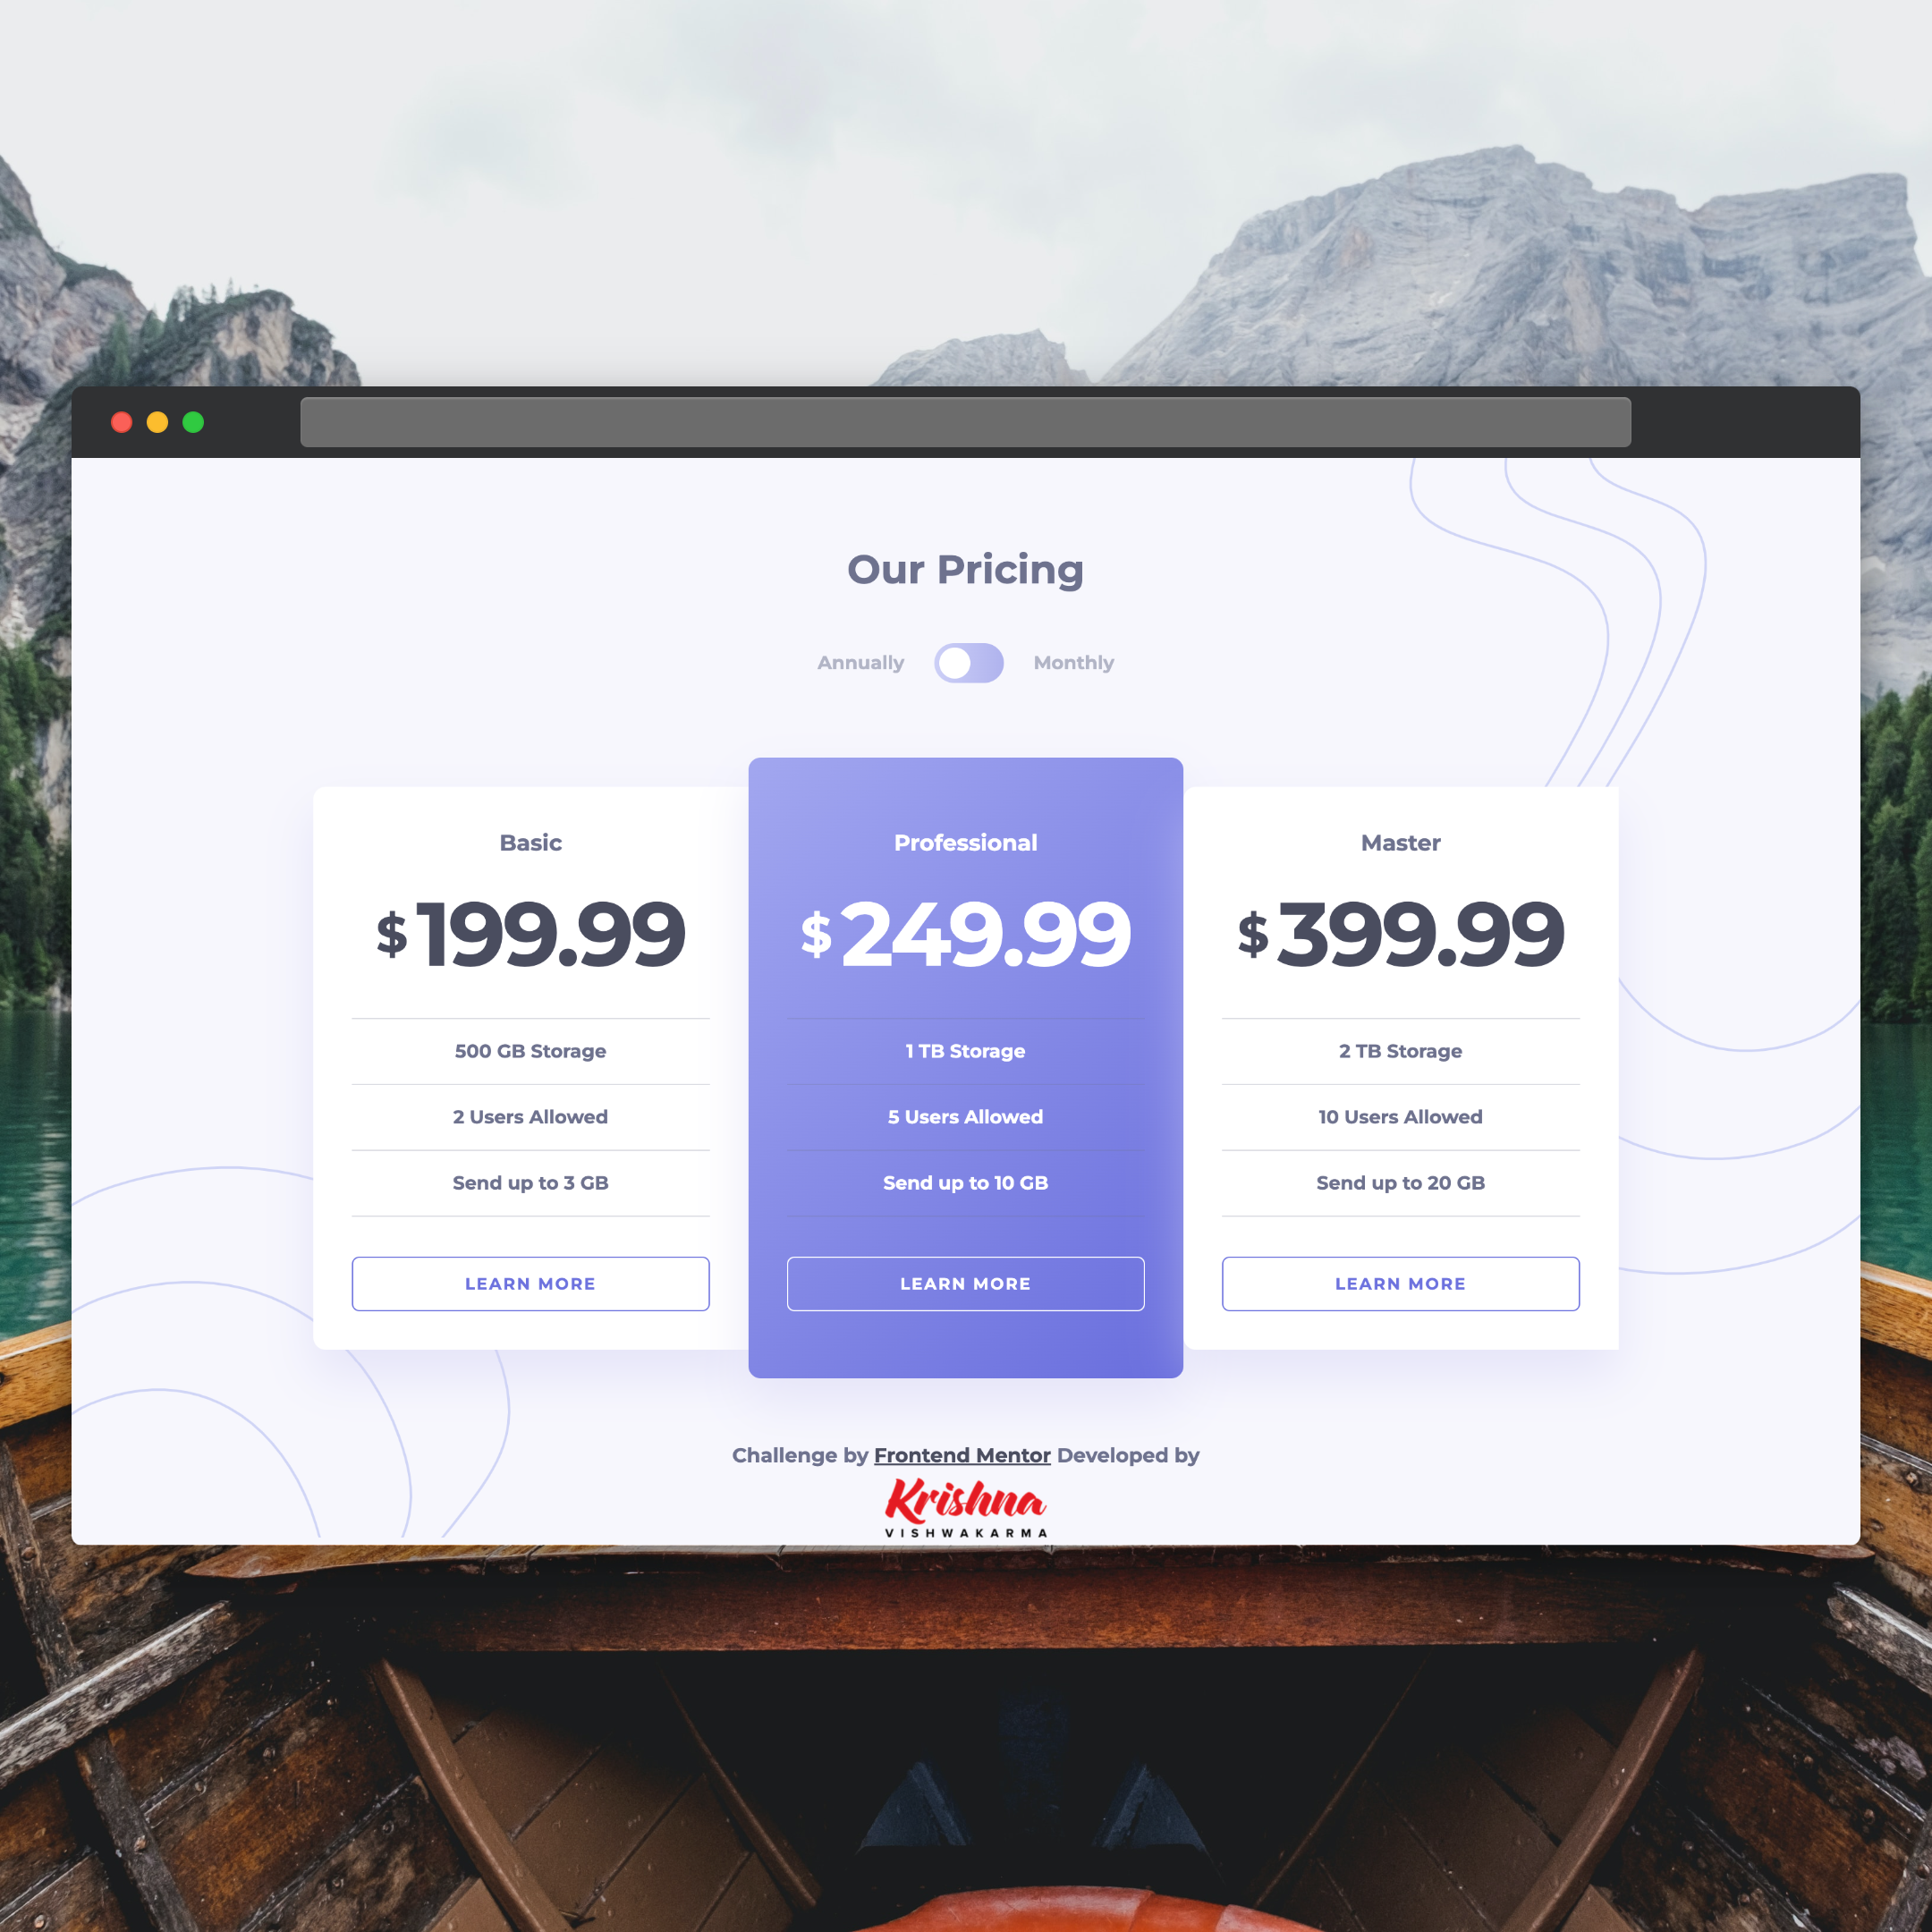 Our Pricing
Annually
Monthly
Basic
$199.99
500 GB Storage
2 Users Allowed
Send up to 3 GB
LEARN MORE
Professional
$249.99
1 TB Storage
5 Users Allowed
Send up to 10 GB
LEARN MORE
Master
$399.99
2 TB Storage
10 Users Allowed
Send up to 20 GB
LEARN MORE
Challenge by Frontend Mentor Developed by
Krishna
VISHWAKARMA